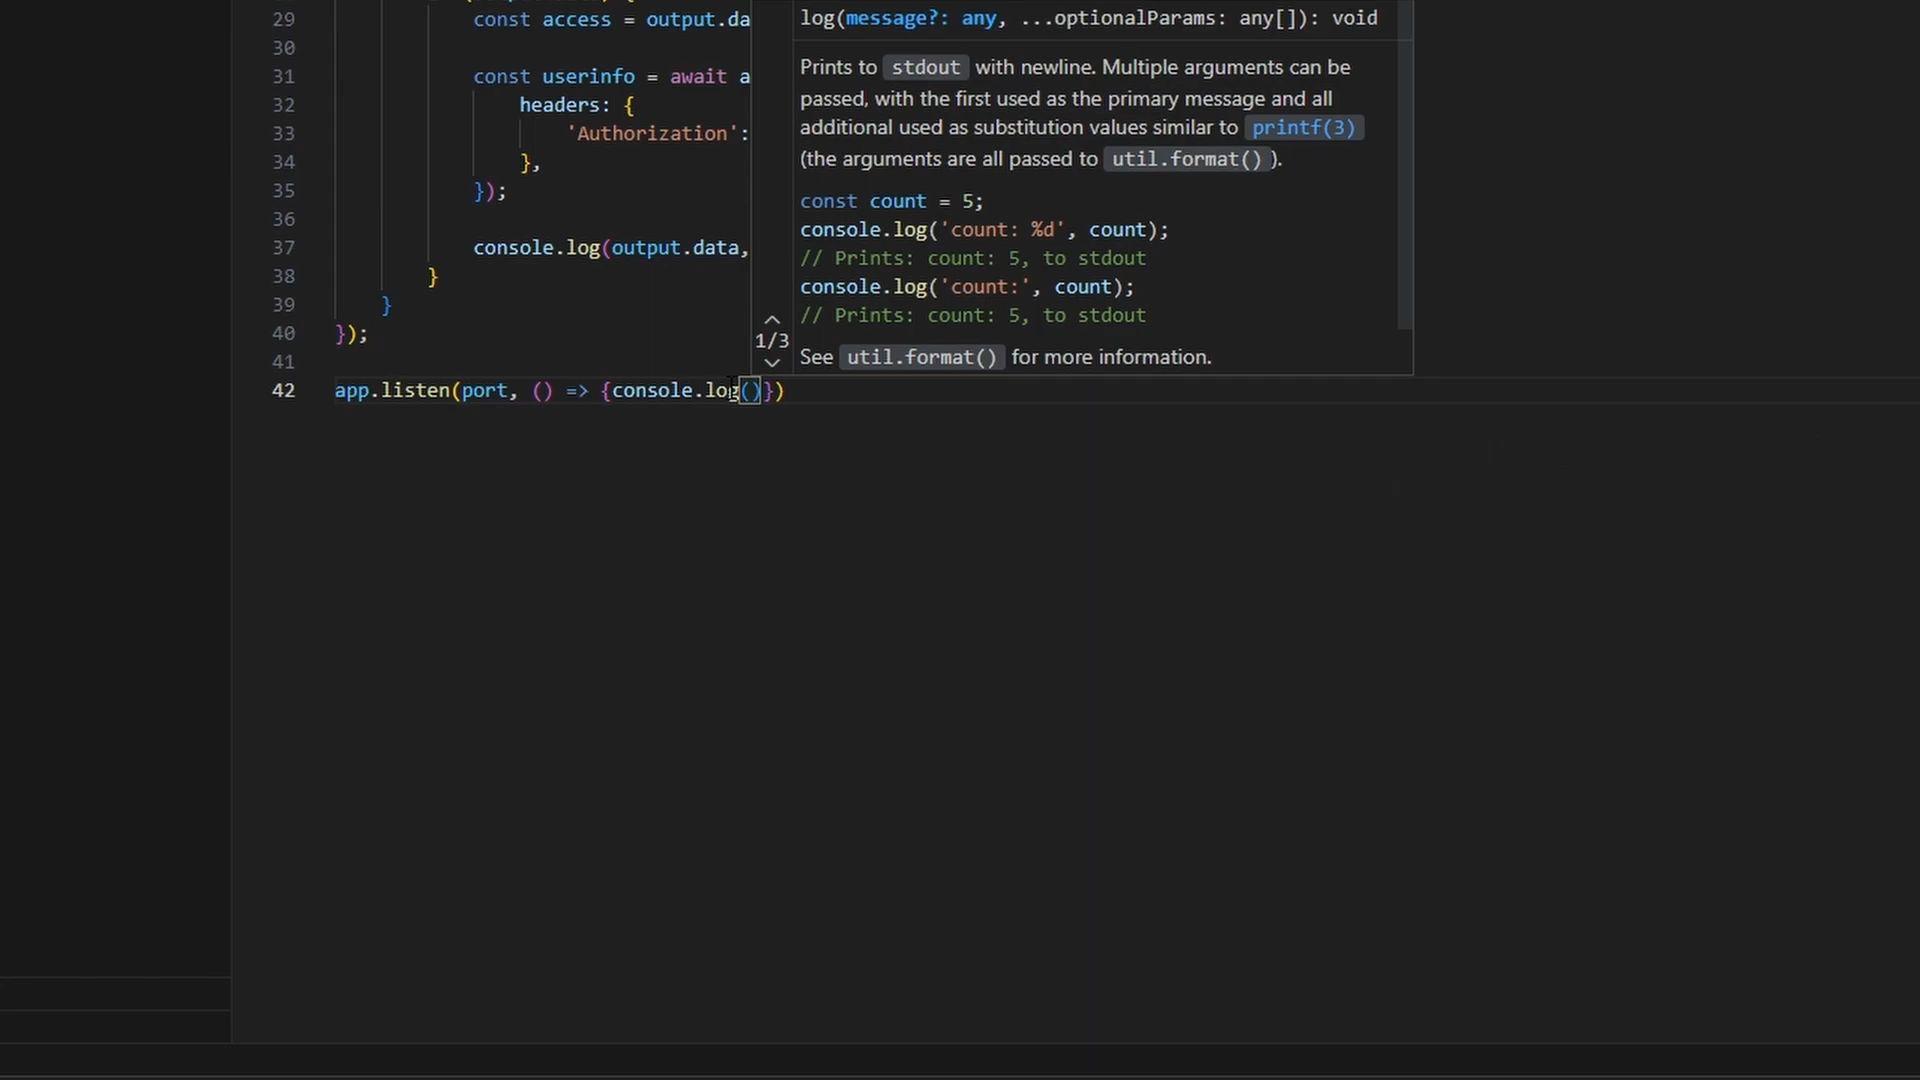 29 const access = output.da
30
31 const userinfo = await a
32 headers: {
33 'Authorization':
34 },
35 });
36
37 console.log(output.data,
38 }
39 }
40 });
41
42 app.listen(port, () => {console.log()})
log(message?: any, ...optionalParams: any[]): void
Prints to stdout with newline. Multiple arguments can be
passed, with the first used as the primary message and all
additional used as substitution values similar to printf(3)
(the arguments are all passed to util.format()).
const count = 5;
console.log('count: %d', count);
// Prints: count: 5, to stdout
console.log('count:', count);
// Prints: count: 5, to stdout
1/3
See util.format() for more information.